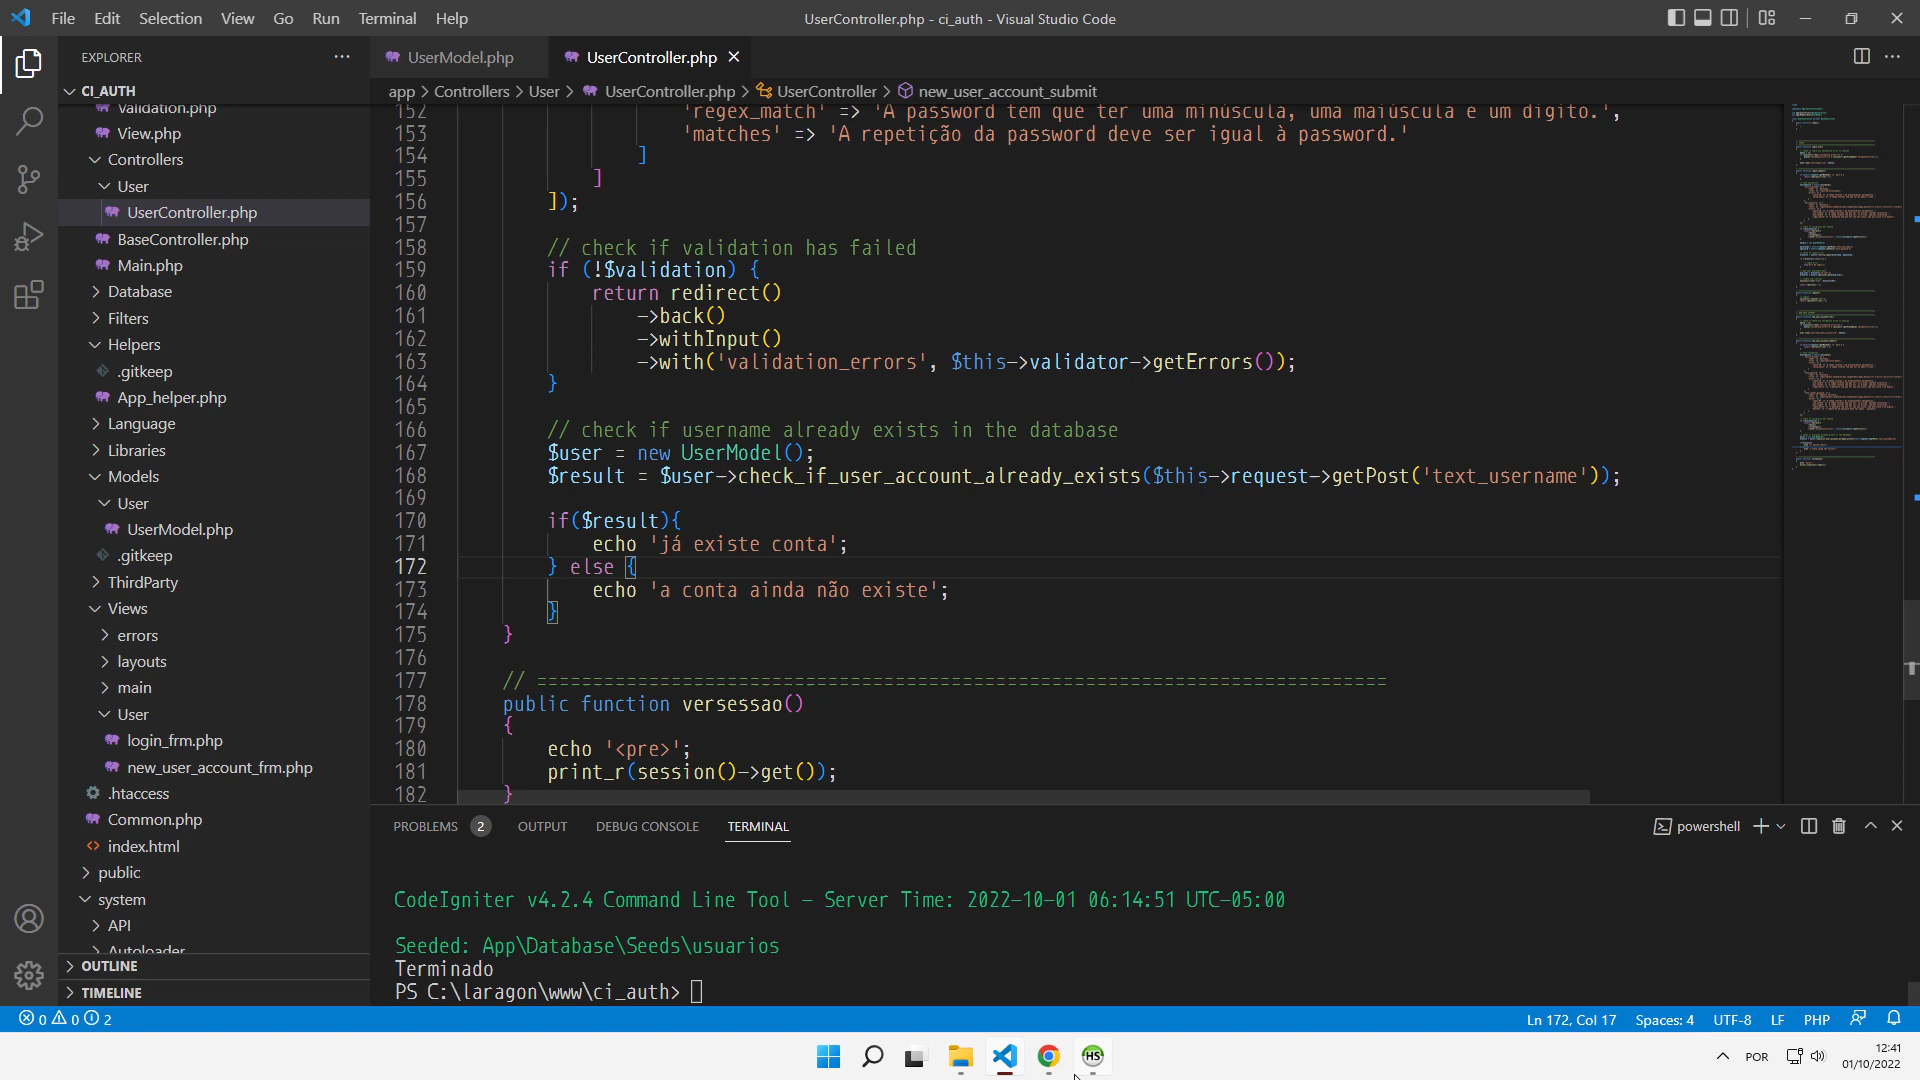 File Edit Selection View Go Run Terminal Help
UserController.php - ci_auth - Visual Studio Code
EXPLORER
CI_AUTH
Validation.php
View.php
Controllers
User
UserController.php
BaseController.php
Main.php
Database
Filters
Helpers
.gitkeep
App_helper.php
Language
Libraries
Models
User
UserModel.php
.gitkeep
ThirdParty
Views
errors
layouts
main
User
login_frm.php
new_user_account_frm.php
.htaccess
Common.php
index.html
public
system
API
Autoloader
OUTLINE
TIMELINE
UserModel.php
UserController.php
app > Controllers > User > UserController.php > UserController > new_user_account_submit
152 'regex_match' => 'A password tem que ter uma minúscula, uma maiúscula e um dígito.',
153 'matches' => 'A repetição da password deve ser igual à password.'
154 ]
155 ]
156 ]);
157
158 // check if validation has failed
159 if (!$validation) {
160 return redirect()
161 ->back()
162 ->withInput()
163 ->with('validation_errors', $this->validator->getErrors());
164 }
165
166 // check if username already exists in the database
167 $user = new UserModel();
168 $result = $user->check_if_user_account_already_exists($this->request->getPost('text_username'));
169
170 if($result){
171 echo 'já existe conta';
172 } else {
173 echo 'a conta ainda não existe';
174 }
175 }
176
177 // ============================================================================
178 public function versessao()
179 {
180 echo '<pre>';
181 print_r(session()->get());
182 }
PROBLEMS 2 OUTPUT DEBUG CONSOLE TERMINAL
powershell
CodeIgniter v4.2.4 Command Line Tool - Server Time: 2022-10-01 06:14:51 UTC-05:00
Seeded: App\Database\Seeds\usuarios
Terminado
PS C:\laragon\www\ci_auth>
0 0 2
Ln 172, Col 17 Spaces: 4 UTF-8 LF PHP
HS
POR
12:41
01/10/2022